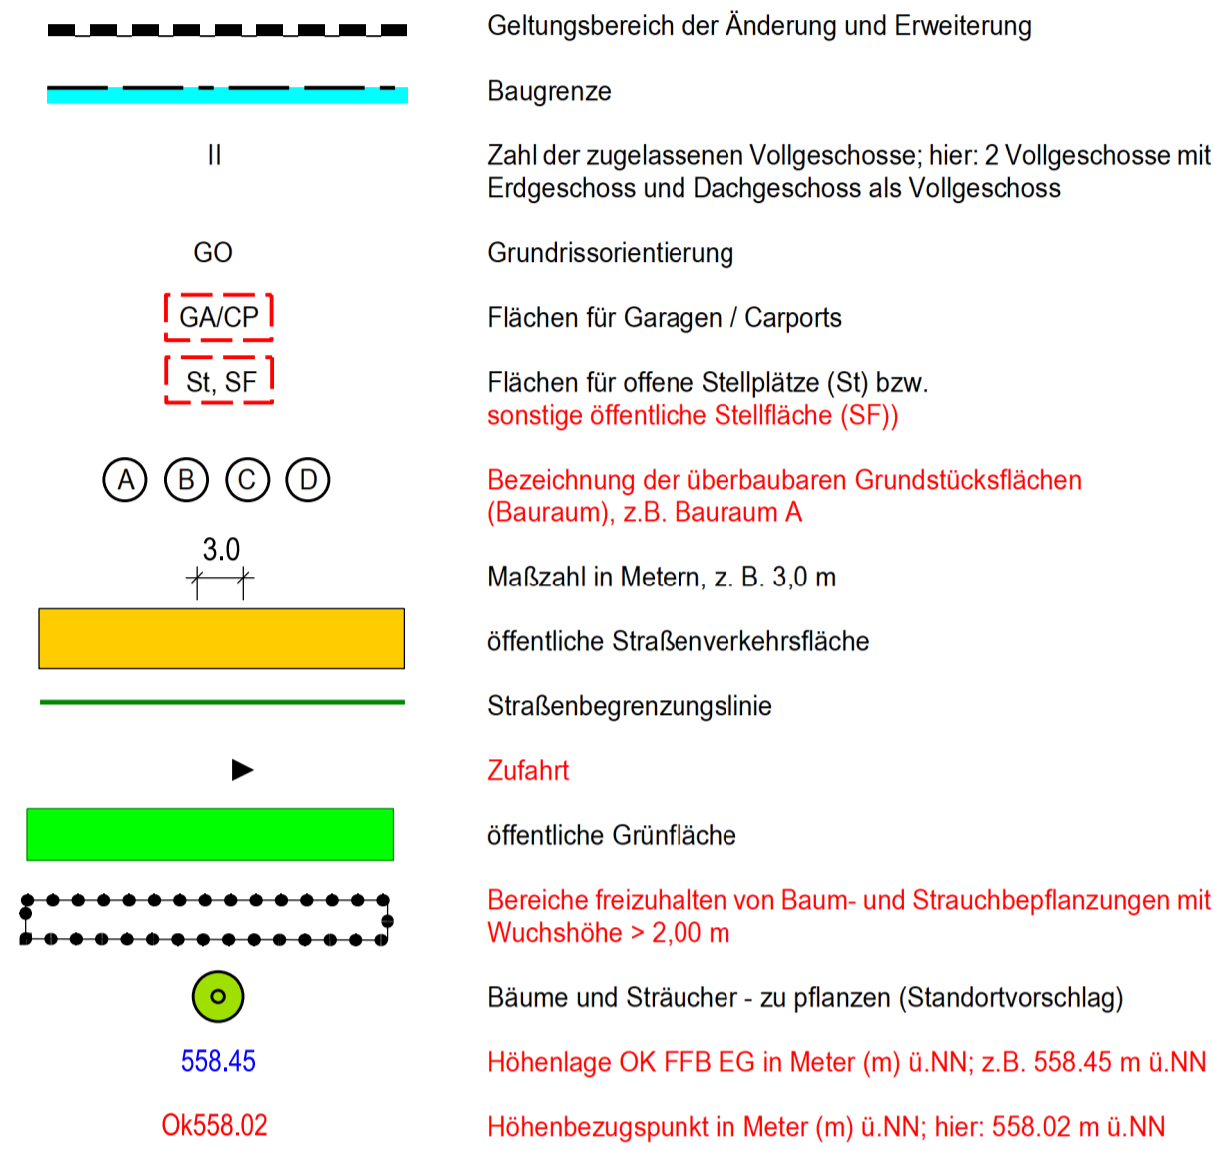 Geltungsbereich der Änderung und Erweiterung
Baugrenze
II
Zahl der zugelassenen Vollgeschosse; hier: 2 Vollgeschosse mit
Erdgeschoss und Dachgeschoss als Vollgeschoss
GO
Grundrissorientierung
GA/CP
Flächen für Garagen / Carports
St, SF
Flächen für offene Stellplätze (St) bzw.
sonstige öffentliche Stellfläche (SF))
A B C D
Bezeichnung der überbaubaren Grundstücksflächen
(Bauraum), z.B. Bauraum A
3.0
Maßzahl in Metern, z. B. 3,0 m
öffentliche Straßenverkehrsfläche
Straßenbegrenzungslinie
Zufahrt
öffentliche Grünfläche
Bereiche freizuhalten von Baum- und Strauchbepflanzungen mit
Wuchshöhe > 2,00 m
Bäume und Sträucher - zu pflanzen (Standortvorschlag)
558.45
Höhenlage OK FFB EG in Meter (m) ü.NN; z.B. 558.45 m ü.NN
Ok558.02
Höhenbezugspunkt in Meter (m) ü.NN; hier: 558.02 m ü.NN